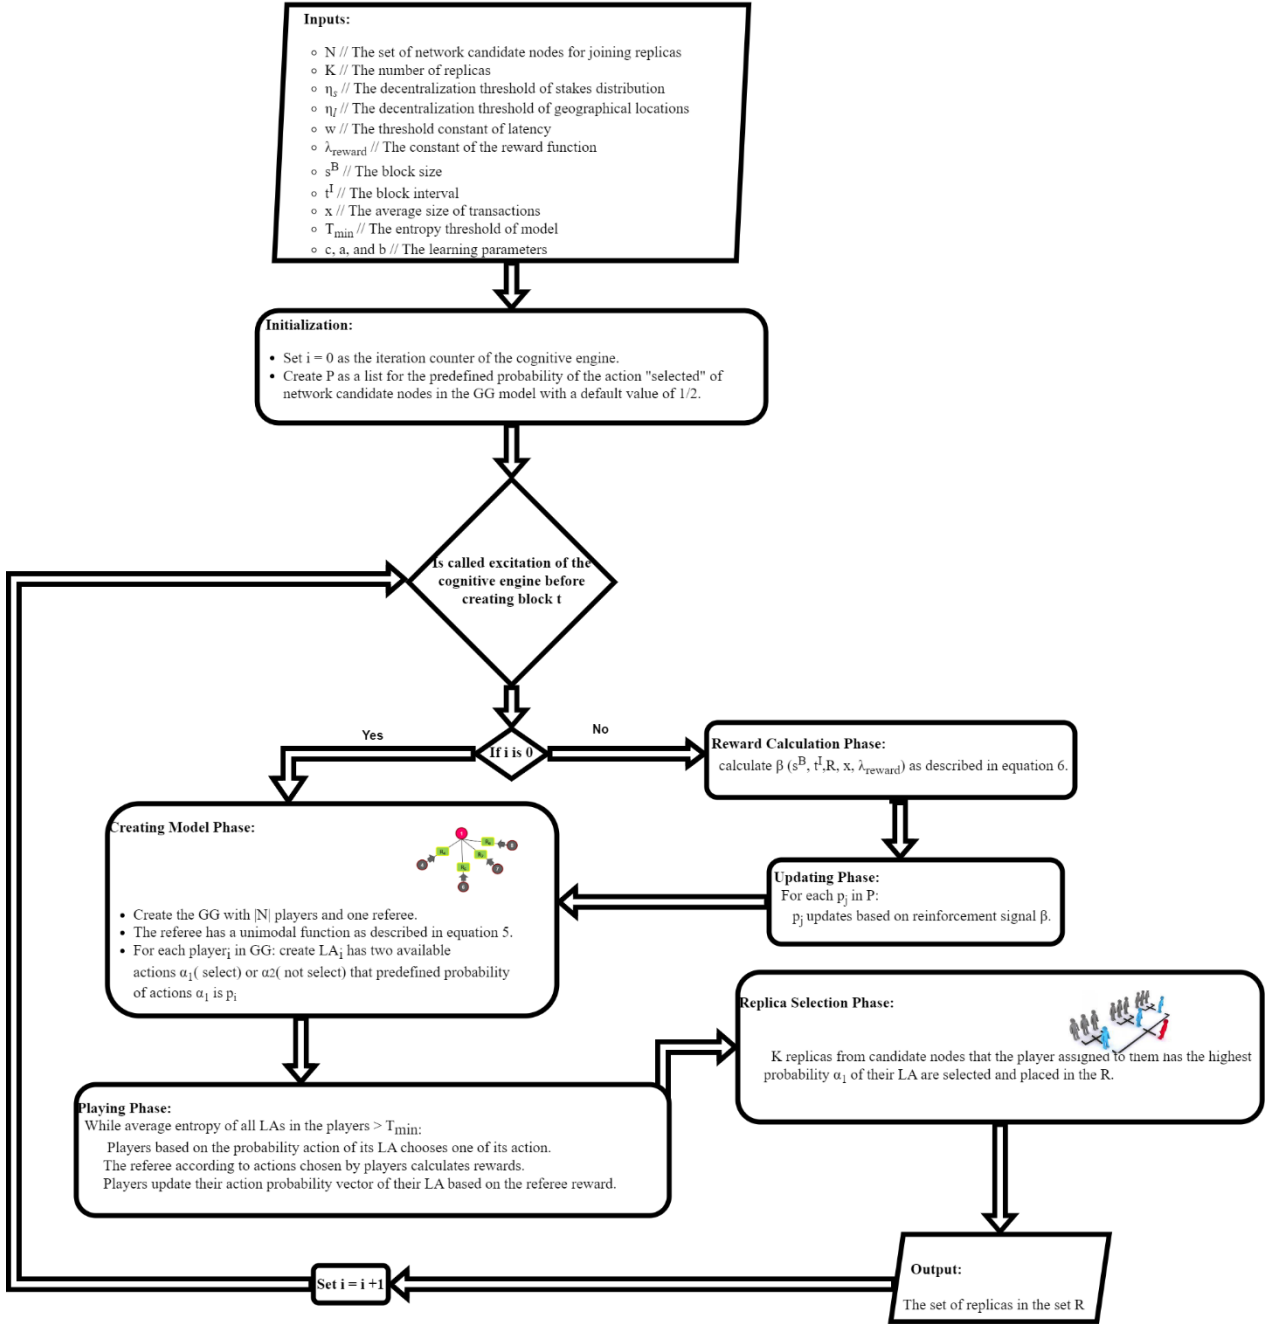 Inputs:
N // The set of network candidate nodes for joining replicas
K // The number of replicas
ηs // The decentralization threshold of stakes distribution
ηl // The decentralization threshold of geographical locations
w // The threshold constant of latency
λreward // The constant of the reward function
s^B // The block size
t^I // The block interval
x // The average size of transactions
Tmin // The entropy threshold of model
c, a, and b // The learning parameters
Initialization:
Set i = 0 as the iteration counter of the cognitive engine.
Create P as a list for the predefined probability of the action "selected" of
network candidate nodes in the GG model with a default value of 1/2.
Is called excitation of the
cognitive engine before
creating block t
If i is 0
Yes
No
Reward Calculation Phase:
calculate β (s^B, t^I,R, x, λreward) as described in equation 6.
Updating Phase:
For each pj in P:
pj updates based on reinforcement signal β.
Creating Model Phase:
Create the GG with |N| players and one referee.
The referee has a unimodal function as described in equation 5.
For each playeri in GG: create LAi has two available
actions α1( select) or α2( not select) that predefined probability
of actions α1 is pi
Playing Phase:
While average entropy of all LAs in the players > Tmin:
Players based on the probability action of its LA chooses one of its action.
The referee according to actions chosen by players calculates rewards.
Players update their action probability vector of their LA based on the referee reward.
Replica Selection Phase:
K replicas from candidate nodes that the player assigned to them has the highest
probability α1 of their LA are selected and placed in the R.
Output:
The set of replicas in the set R
Set i = i +1